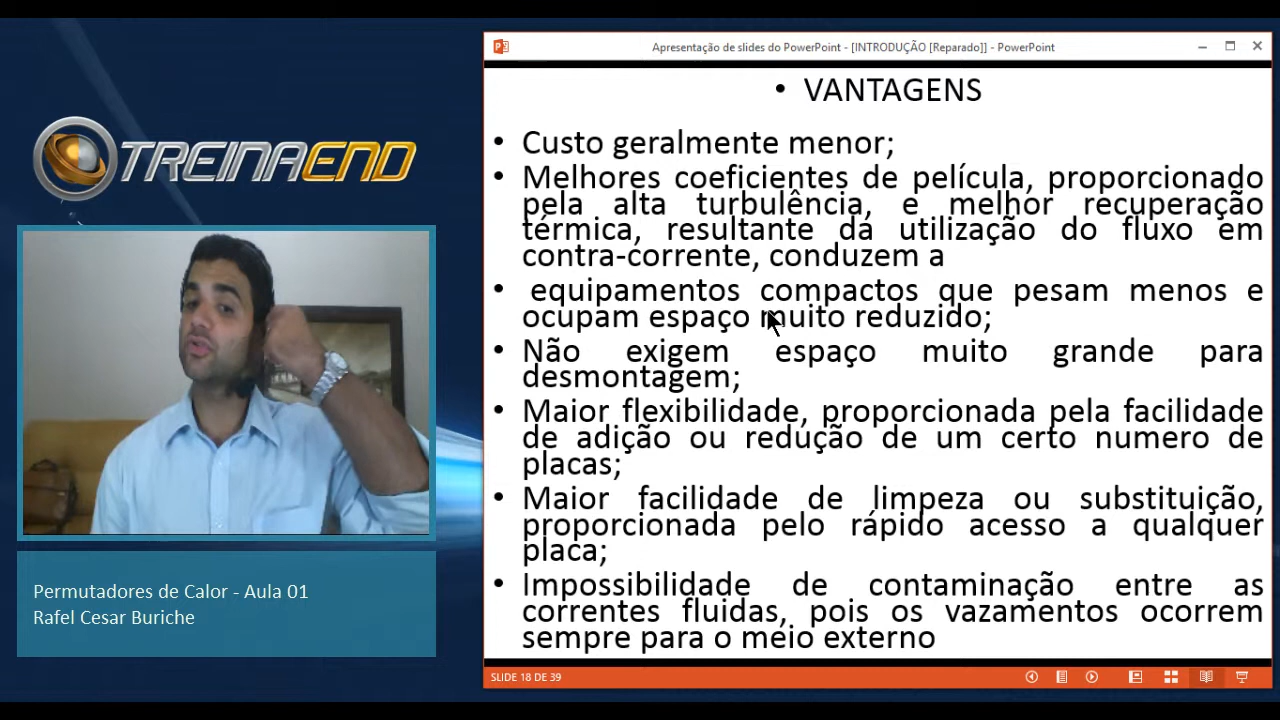 TREINAEND
Permutadores de Calor - Aula 01
Rafel Cesar Buriche
Apresentação de slides do PowerPoint - [INTRODUÇÃO [Reparado]] - PowerPoint
• VANTAGENS
• Custo geralmente menor;
• Melhores coeficientes de película, proporcionado
pela alta turbulência, e melhor recuperação
térmica, resultante da utilização do fluxo em
contra-corrente, conduzem a
• equipamentos compactos que pesam menos e
ocupam espaço muito reduzido;
• Não exigem espaço muito grande para
desmontagem;
• Maior flexibilidade, proporcionada pela facilidade
de adição ou redução de um certo numero de
placas;
• Maior facilidade de limpeza ou substituição,
proporcionada pelo rápido acesso a qualquer
placa;
• Impossibilidade de contaminação entre as
correntes fluidas, pois os vazamentos ocorrem
sempre para o meio externo
SLIDE 18 DE 39